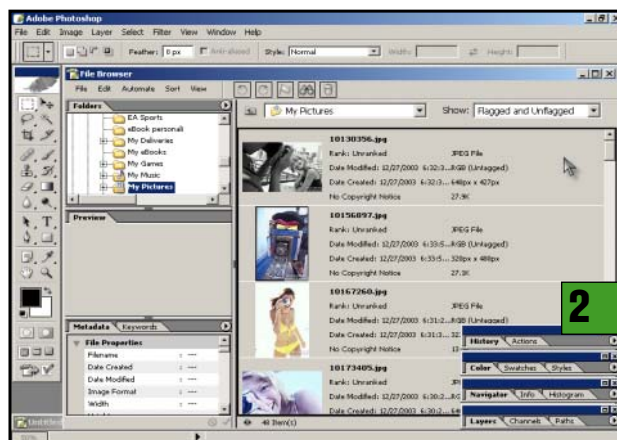 Adobe Photoshop
File Edit Image Layer Select Filter View Window Help
Feather: 0 px Anti-aliased Style: Normal Width: Height:
File Browser
File Edit Automate Sort View
Folders
My Pictures Show: Flagged and Unflagged
EA Sports
eBook personali
My Deliveries
My eBooks
My Games
My Music
My Pictures
Preview
Metadata Keywords
File Properties
Filename : ---
Date Created : ---
Date Modified : ---
Image Format : ---
Width : ---
10130356.jpg
Rank: Unranked JPEG File
Date Modified: 12/27/2003 6:32:3...RGB (Untagged)
Date Created: 12/27/2003 6:32:3... 640px x 427px
No Copyright Notice 27.9K
10156897.jpg
Rank: Unranked JPEG File
Date Modified: 12/27/2003 6:33:5...RGB (Untagged)
Date Created: 12/27/2003 6:33:5... 320px x 480px
No Copyright Notice 27.1K
10167260.jpg
Rank: Unranked JPEG File
Date Modified: 12/27/2003 6:31:2...RGB (Untagged)
Date Created: 12/27/2003 6:31:3... 32
No Copyright Notice
10173405.jpg
Rank: Unranked
Date Modified: 12/27/2003 6:30:2...
Date Created: 12/27/2003 6:30:2...
48 Item(s)
2
History Actions
Color Swatches Styles
Navigator Info Histogram
Layers Channels Paths
50%